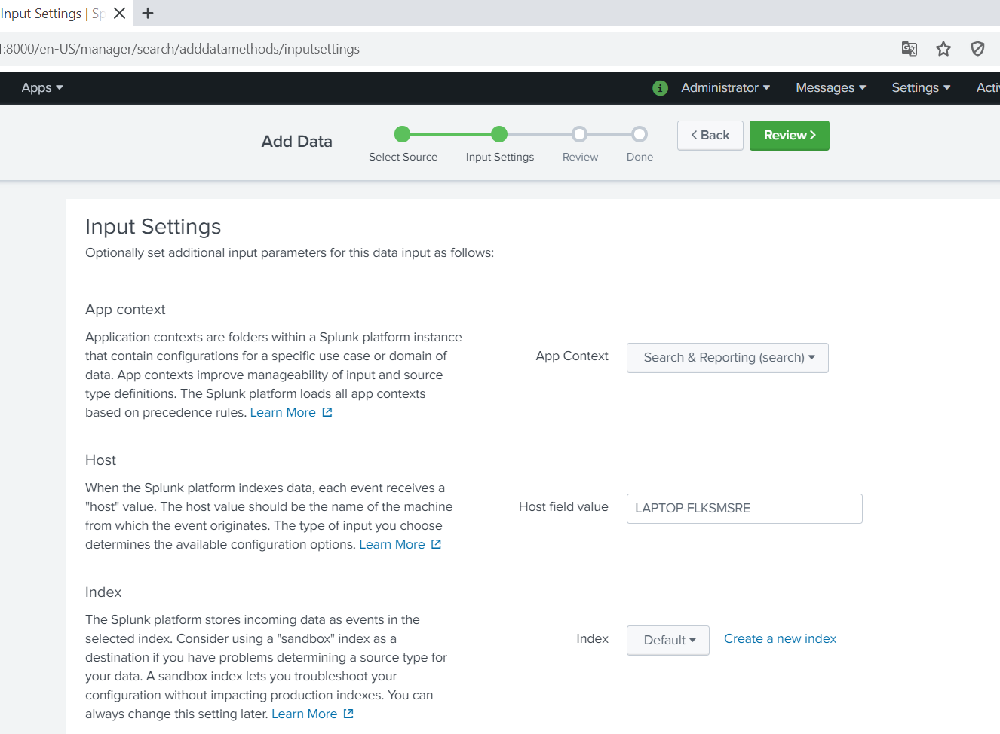 Input Settings | Sp
:8000/en-US/manager/search/adddatamethods/inputsettings
Apps
i Administrator Messages Settings Acti
Add Data
Select Source Input Settings Review Done
Back Review
Input Settings
Optionally set additional input parameters for this data input as follows:
App context
Application contexts are folders within a Splunk platform instance
that contain configurations for a specific use case or domain of
data. App contexts improve manageability of input and source
type definitions. The Splunk platform loads all app contexts
based on precedence rules. Learn More
App Context Search & Reporting (search)
Host
When the Splunk platform indexes data, each event receives a
"host" value. The host value should be the name of the machine
from which the event originates. The type of input you choose
determines the available configuration options. Learn More
Host field value LAPTOP-FLKSMSRE
Index
The Splunk platform stores incoming data as events in the
selected index. Consider using a "sandbox" index as a
destination if you have problems determining a source type for
your data. A sandbox index lets you troubleshoot your
configuration without impacting production indexes. You can
always change this setting later. Learn More
Index Default Create a new index